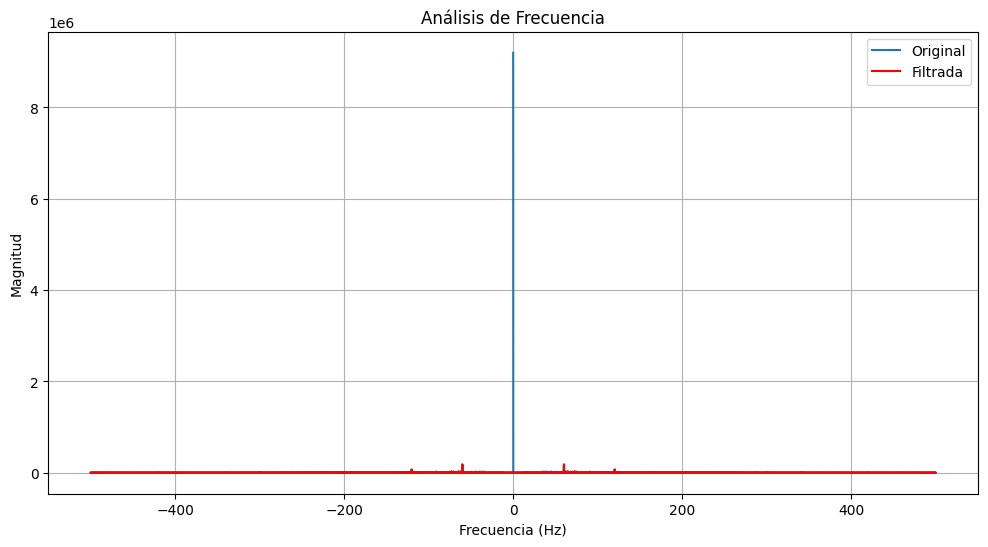 Análisis de Frecuencia
1e6
Original
Filtrada
8
6
4
2
0
Magnitud
−400
−200
0
200
400
Frecuencia (Hz)